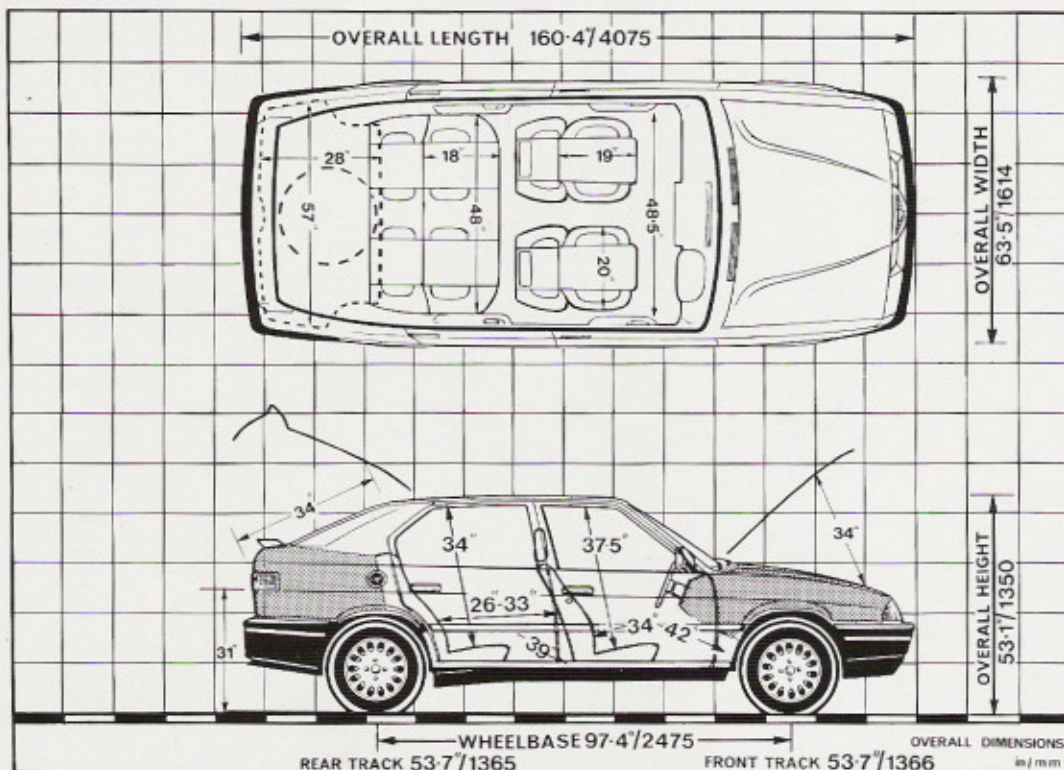 OVERALL LENGTH 160·4"/4075
28"
18"
19"
57"
48"
48·5"
20"
OVERALL WIDTH
63·5"/1614
34"
34"
37·5"
34"
26"-33"
34"-42"
39"
31"
OVERALL HEIGHT
53·1"/1350
WHEELBASE 97·4"/2475
OVERALL DIMENSIONS
in/mm
REAR TRACK 53·7"/1365
FRONT TRACK 53·7"/1366